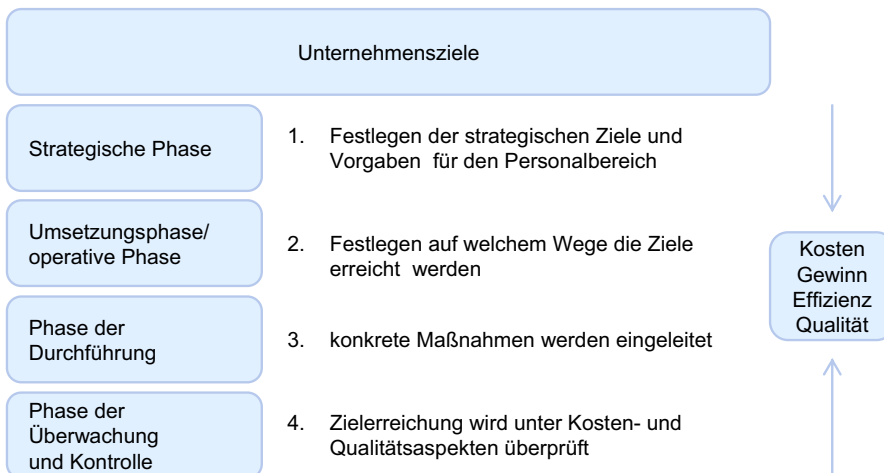 Unternehmensziele
Strategische Phase
1. Festlegen der strategischen Ziele und
Vorgaben für den Personalbereich
Umsetzungsphase/
operative Phase
2. Festlegen auf welchem Wege die Ziele
erreicht werden
Phase der
Durchführung
3. konkrete Maßnahmen werden eingeleitet
Phase der
Überwachung
und Kontrolle
4. Zielerreichung wird unter Kosten- und
Qualitätsaspekten überprüft
Kosten
Gewinn
Effizienz
Qualität